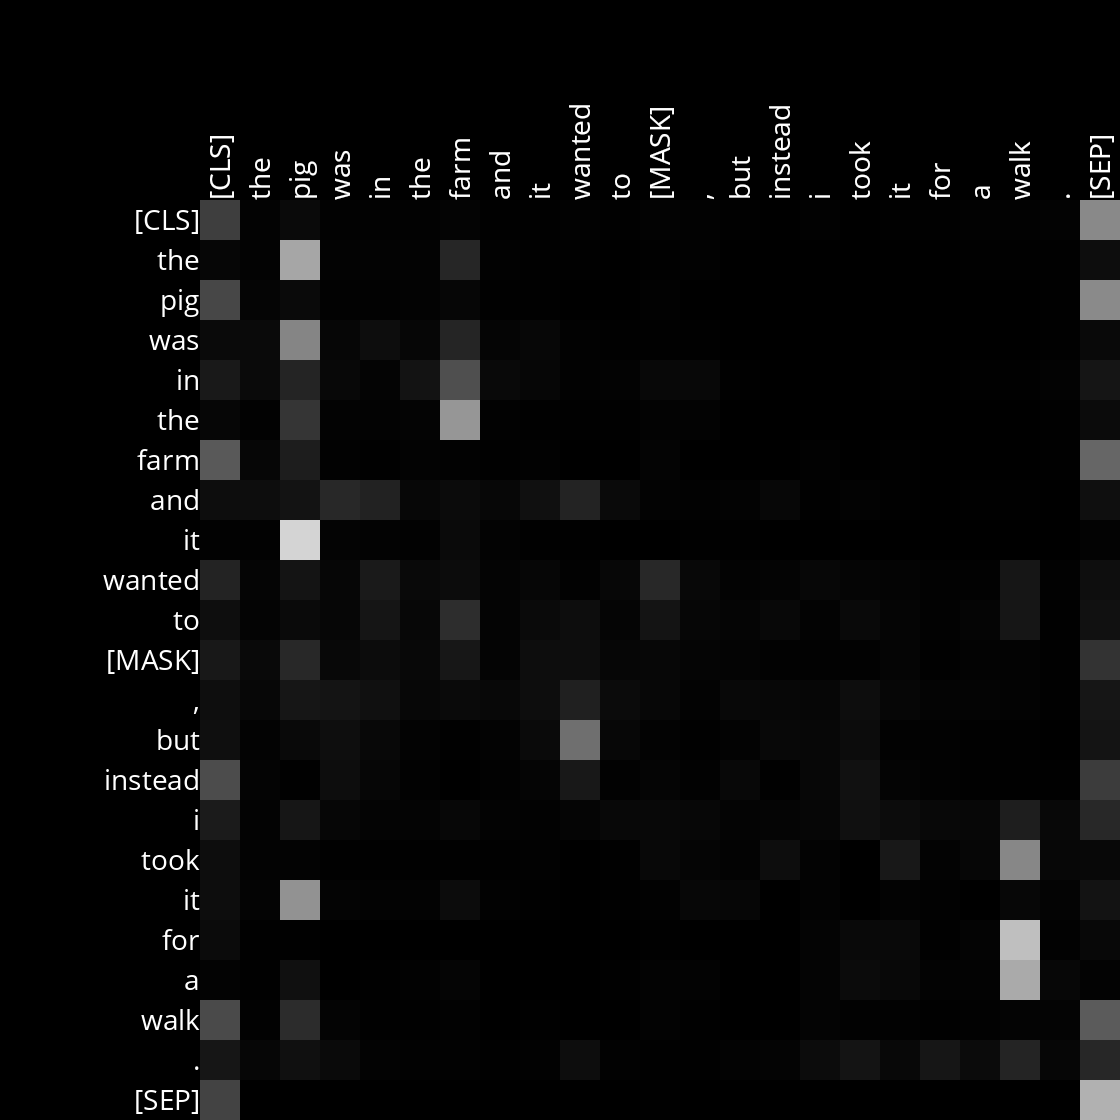 [CLS] the pig was in the farm and it wanted to [MASK] , but instead i took it for a walk . [SEP]
[CLS]
the
pig
was
in
the
farm
and
it
wanted
to
[MASK]
,
but
instead
i
took
it
for
a
walk
.
[SEP]